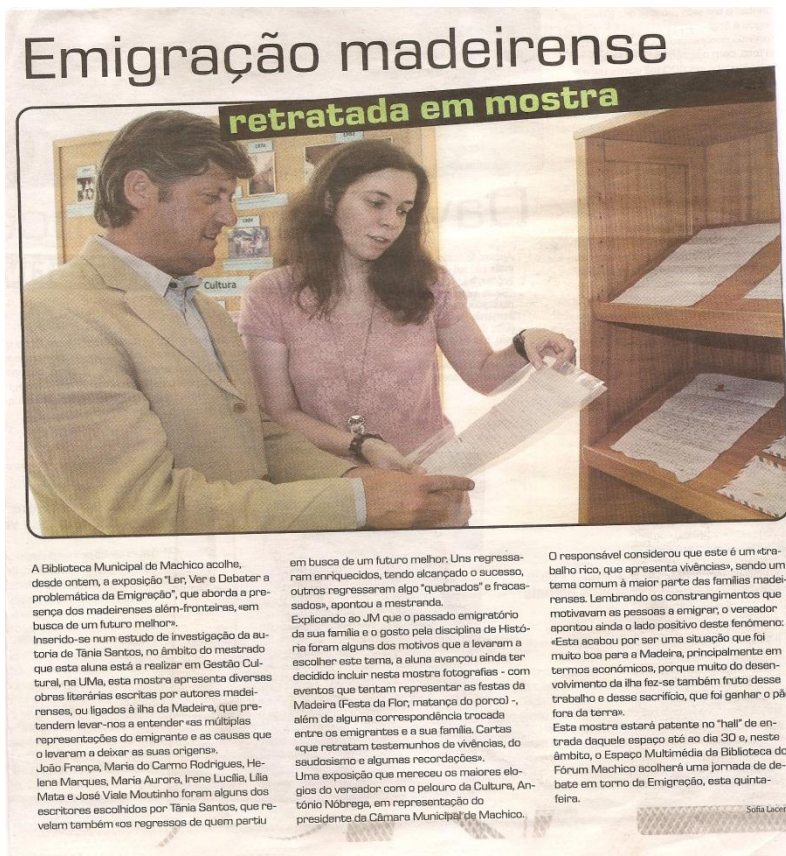 Emigração madeirense
retratada em mostra
Cultura
A Biblioteca Municipal de Machico acolhe,
desde ontem, a exposição "Ler, Ver e Debater a
problemática da Emigração", que aborda a pre-
sença dos madeirenses além-fronteiras, «em
busca de um futuro melhor».
Inserido-se num estudo de investigação da au-
toria de Tânia Santos, no âmbito do mestrado
que esta aluna está a realizar em Gestão Cul-
tural, na UMa, esta mostra apresenta diversas
obras literárias escritas por autores madei-
renses, ou ligados à ilha da Madeira, que pre-
tendem levar-nos a entender «as múltiplas
representações do emigrante e as causas que
o levaram a deixar as suas origens».
João França, Maria do Carmo Rodrigues, He-
lena Marques, Maria Aurora, Irene Lucília, Lília
Mata e José Viale Moutinho foram alguns dos
escritores escolhidos por Tânia Santos, que re-
velam também «os regressos de quem partiu
em busca de um futuro melhor. Uns regressa-
ram enriquecidos, tendo alcançado o sucesso,
outros regressaram algo "quebrados" e fracas-
sados», apontou a mestranda.
Explicando ao JM que o passado emigratório
da sua família e o gosto pela disciplina de Histó-
ria foram alguns dos motivos que a levaram a
escolher este tema, a aluna avançou ainda ter
decidido incluir nesta mostra fotografias - com
eventos que tentam representar as festas da
Madeira (Festa da Flor, matança do porco) -,
além de alguma correspondência trocada
entre os emigrantes e a sua família. Cartas
«que retratam testemunhos de vivências, do
saudosismo e algumas recordações».
Uma exposição que mereceu os maiores elo-
gios do vereador com o pelouro da Cultura, An-
tónio Nóbrega, em representação do
presidente da Câmara Municipal de Machico.
O responsável considerou que este é um «tra-
balho rico, que apresenta vivências», sendo um
tema comum à maior parte das famílias madei-
renses. Lembrando os constrangimentos que
motivavam as pessoas a emigrar, o vereador
apontou ainda o lado positivo deste fenómeno:
«Esta acabou por ser uma situação que foi
muito boa para a Madeira, principalmente em
termos económicos, porque muito do desen-
volvimento da ilha fez-se também fruto desse
trabalho e desse sacrifício, que foi ganhar o pã
fora da terra».
Esta mostra estará patente no "hall" de en-
trada daquele espaço até ao dia 30 e, neste
âmbito, o Espaço Multimédia da Biblioteca do
Fórum Machico acolherá uma jornada de de-
bate em torno da Emigração, esta quinta-
feira.
Sofia Lacer